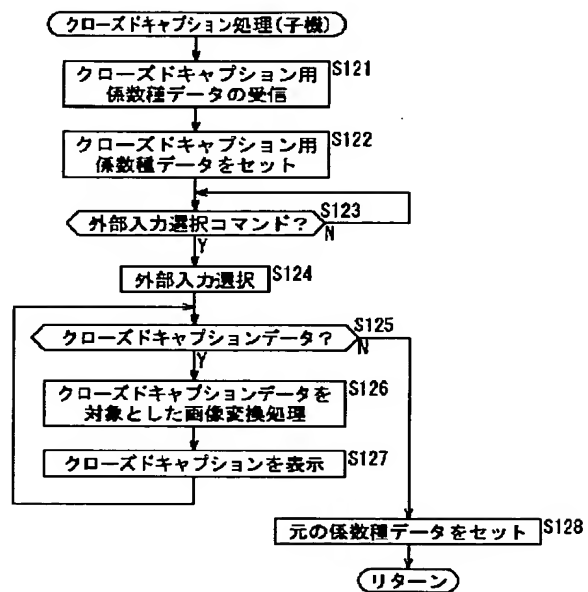 クローズドキャプション処理(子機)
クローズドキャプション用
係数種データの受信
S121
クローズドキャプション用
係数種データをセット
S122
外部入力選択コマンド?
S123
N
Y
外部入力選択
S124
クローズドキャプションデータ?
S125
N
Y
クローズドキャプションデータを
対象とした画像変換処理
S126
クローズドキャプションを表示
S127
元の係数種データをセット
S128
リターン